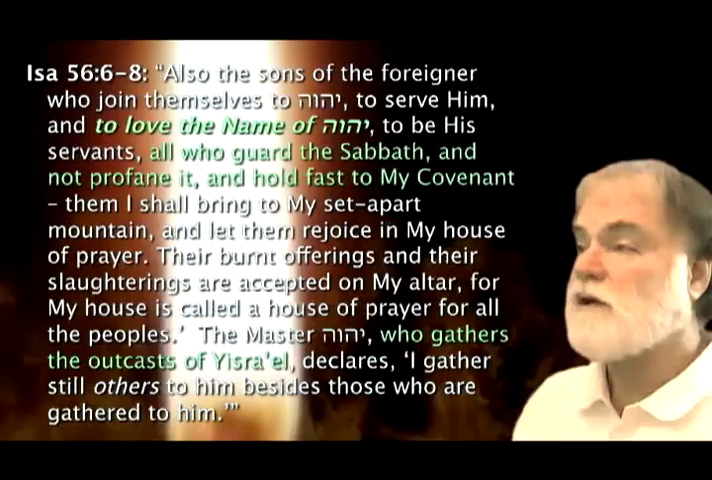 Isa 56:6–8: “Also the sons of the foreigner
who join themselves to יהוה, to serve Him,
and to love the Name of יהוה, to be His
servants, all who guard the Sabbath, and
not profane it, and hold fast to My Covenant
– them I shall bring to My set-apart
mountain, and let them rejoice in My house
of prayer. Their burnt offerings and their
slaughterings are accepted on My altar, for
My house is called a house of prayer for all
the peoples.’ The Master יהוה, who gathers
the outcasts of Yisra’el, declares, ‘I gather
still others to him besides those who are
gathered to him.’”